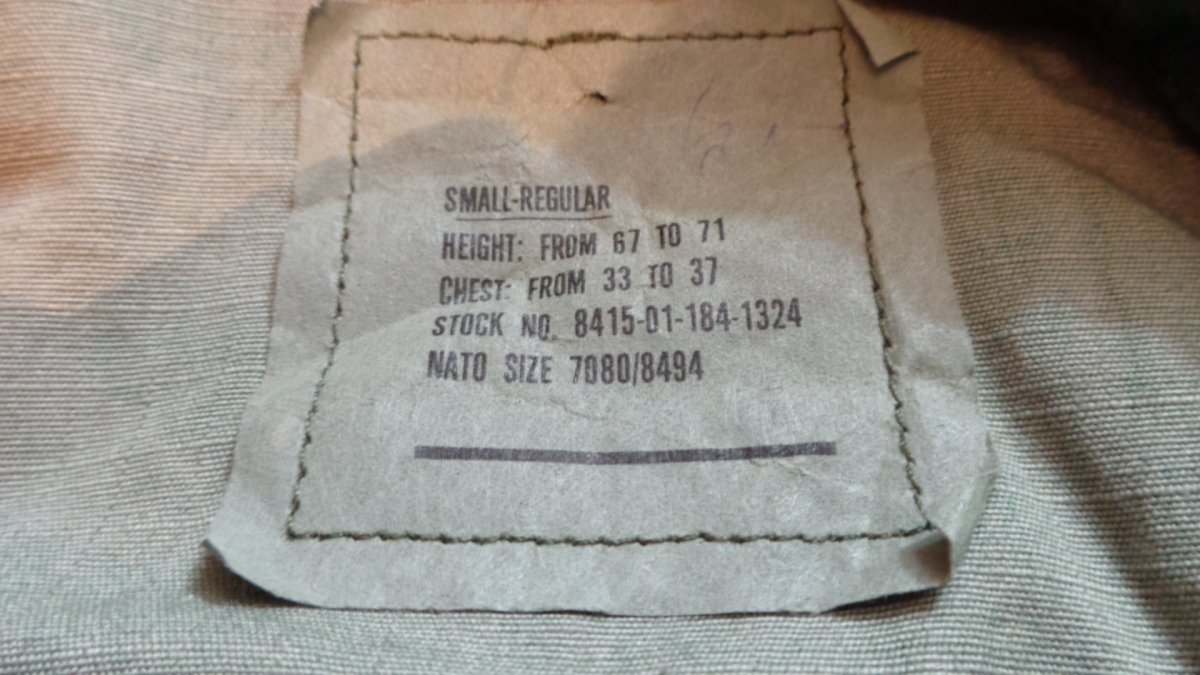 SMALL-REGULAR
HEIGHT: FROM 67 TO 71
CHEST: FROM 33 TO 37
STOCK NO. 8415-01-184-1324
NATO SIZE 7080/8494